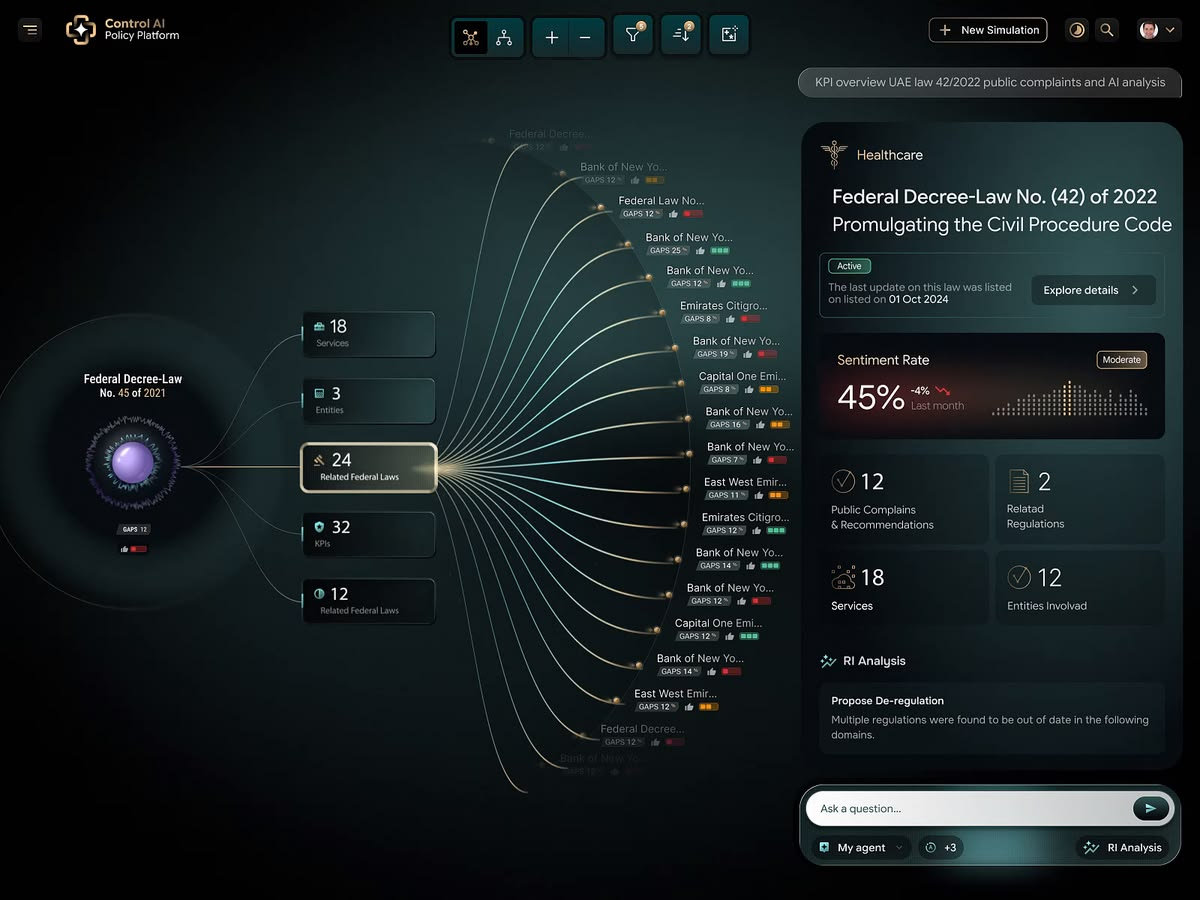 Control AI
Policy Platform
5
2
New Simulation
KPI overview UAE law 42/2022 public complaints and AI analysis
Federal Decree-Law
No. 45 of 2021
GAPS 12
18
Services
3
Entities
24
Related Federal Laws
32
KPIs
12
Related Federal Laws
Federal Decree...
GAPS 12 %
Bank of New Yo...
GAPS 12 %
Federal Law No...
GAPS 12 %
Bank of New Yo...
GAPS 25 %
Bank of New Yo...
GAPS 12 %
Emirates Citigro...
GAPS 8 %
Bank of New Yo...
GAPS 19 %
Capital One Emi...
GAPS 8 %
Bank of New Yo...
GAPS 16 %
Bank of New Yo...
GAPS 7 %
East West Emir...
GAPS 11 %
Emirates Citigro...
GAPS 12 %
Bank of New Yo...
GAPS 14 %
Bank of New Yo...
GAPS 12 %
Capital One Emi...
GAPS 12 %
Bank of New Yo...
GAPS 14 %
East West Emir...
GAPS 12 %
Federal Decree...
GAPS 12 %
Bank of New Yo...
GAPS 12 %
Healthcare
Federal Decree-Law No. (42) of 2022
Promulgating the Civil Procedure Code
Active
The last update on this law was listed
on listed on 01 Oct 2024
Explore details
Sentiment Rate
Moderate
45%
-4%
Last month
12
Public Complains
& Recommendations
2
Relatad
Regulations
18
Services
12
Entities Involvad
RI Analysis
Propose De-regulation
Multiple regulations were found to be out of date in the following
domains.
Ask a question...
My agent
+3
RI Analysis